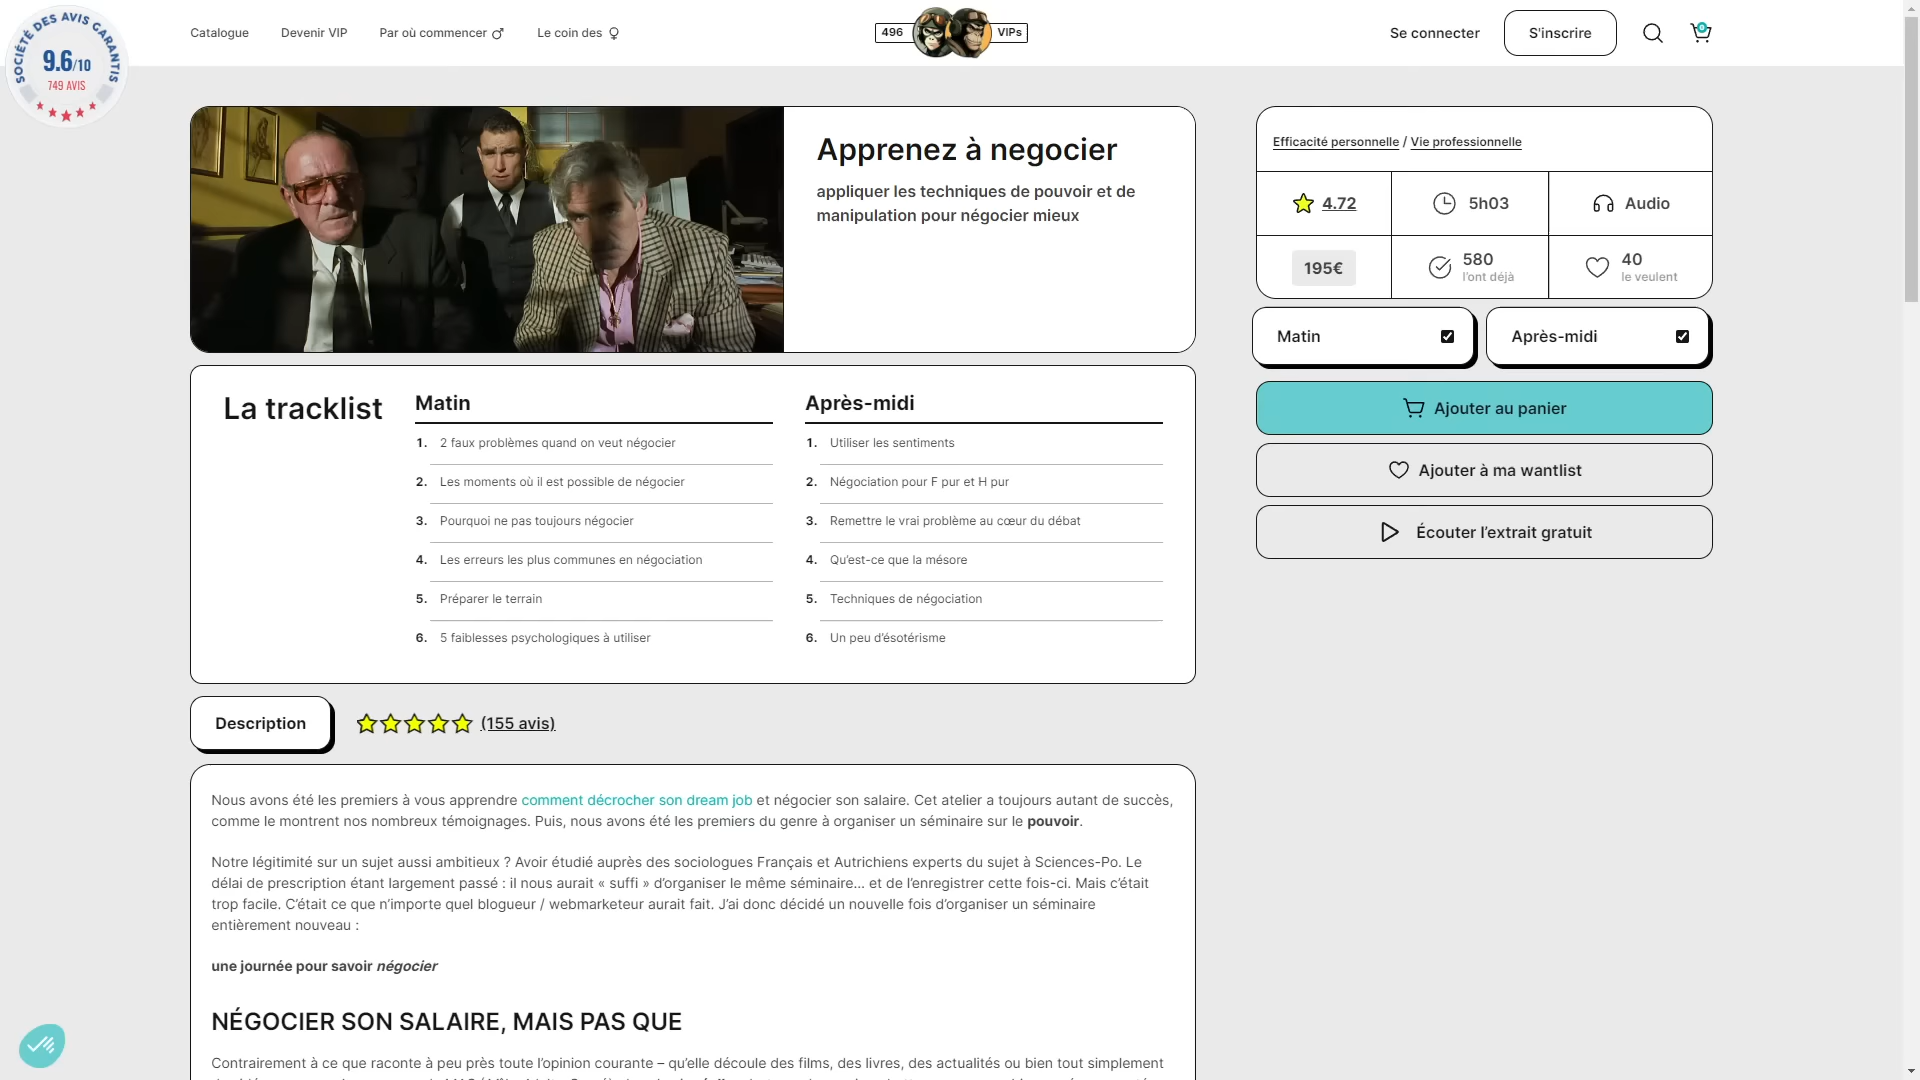 SOCIÉTÉ DES AVIS GARANTIS
9.6/10
749 AVIS
Catalogue
Devenir VIP
Par où commencer ♂
Le coin des ♀
496
VIPs
Se connecter
S'inscrire
0
Apprenez à negocier
appliquer les techniques de pouvoir et de
manipulation pour négocier mieux
Efficacité personnelle / Vie professionnelle
4.72
5h03
Audio
195€
580
l'ont déjà
40
le veulent
Matin
Après-midi
Ajouter au panier
Ajouter à ma wantlist
Écouter l'extrait gratuit
La tracklist
Matin
1. 2 faux problèmes quand on veut négocier
2. Les moments où il est possible de négocier
3. Pourquoi ne pas toujours négocier
4. Les erreurs les plus communes en négociation
5. Préparer le terrain
6. 5 faiblesses psychologiques à utiliser
Après-midi
1. Utiliser les sentiments
2. Négociation pour F pur et H pur
3. Remettre le vrai problème au cœur du débat
4. Qu'est-ce que la mésore
5. Techniques de négociation
6. Un peu d'ésotérisme
Description
(155 avis)
Nous avons été les premiers à vous apprendre comment décrocher son dream job et négocier son salaire. Cet atelier a toujours autant de succès,
comme le montrent nos nombreux témoignages. Puis, nous avons été les premiers du genre à organiser un séminaire sur le pouvoir.
Notre légitimité sur un sujet aussi ambitieux ? Avoir étudié auprès des sociologues Français et Autrichiens experts du sujet à Sciences-Po. Le
délai de prescription étant largement passé : il nous aurait « suffi » d'organiser le même séminaire… et de l'enregistrer cette fois-ci. Mais c'était
trop facile. C'était ce que n'importe quel blogueur / webmarketeur aurait fait. J'ai donc décidé un nouvelle fois d'organiser un séminaire
entièrement nouveau :
une journée pour savoir négocier
NÉGOCIER SON SALAIRE, MAIS PAS QUE
Contrairement à ce que raconte à peu près toute l'opinion courante – qu'elle découle des films, des livres, des actualités ou bien tout simplement